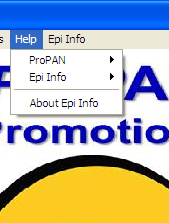 s Help Epi Info
ProPAN
Epi Info
About Epi Info
Promotio